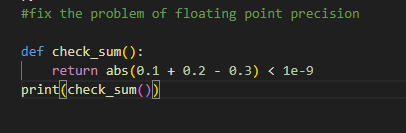 #fix the problem of floating point precision
def check_sum():
    return abs(0.1 + 0.2 - 0.3) < 1e-9
print(check_sum())